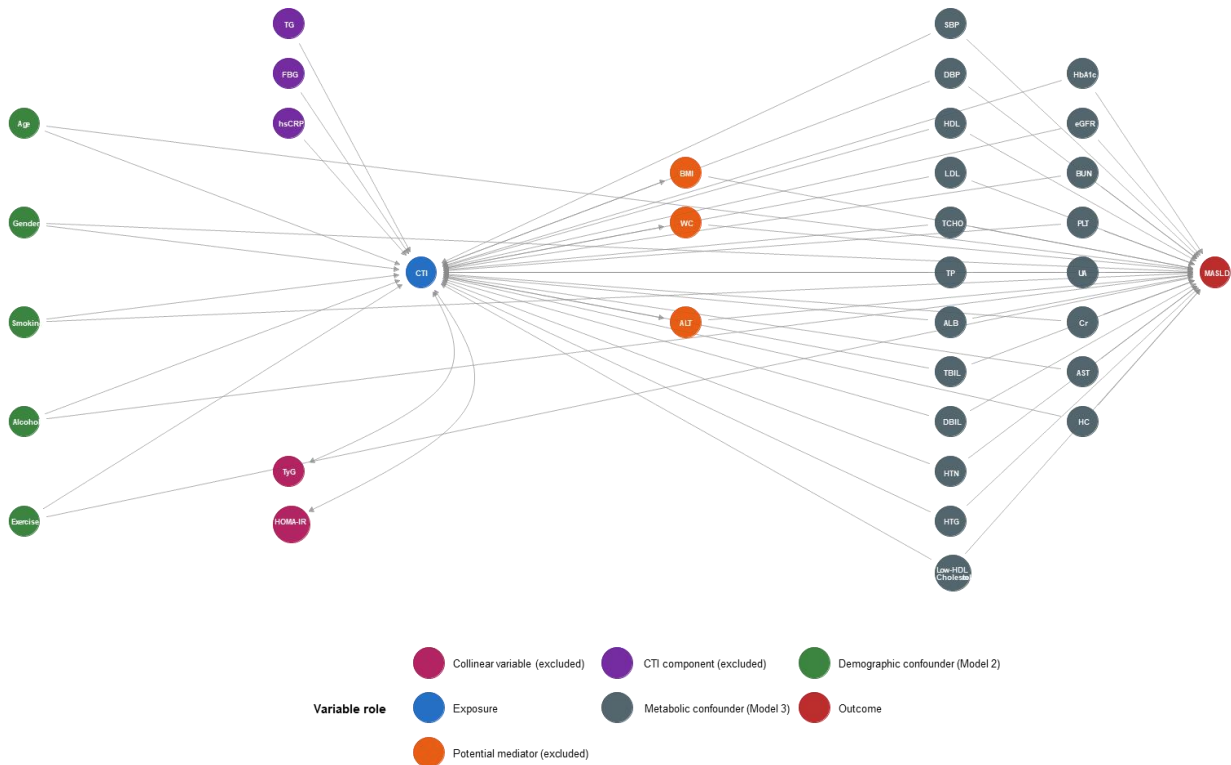 TG
SBP
FBG
DBP
HbA1c
Age
hsCRP
HDL
eGFR
BMI
LDL
BUN
Gender
WC
TCHO
PLT
CTI
TP
UA
MASLD
Smokin
ALT
ALB
Cr
TBIL
AST
Alcohol
DBIL
HC
TyG
HTN
Exercise
HOMA-IR
HTG
Low-HDL
Cholesterol
Collinear variable (excluded)
CTI component (excluded)
Demographic confounder (Model 2)
Variable role
Exposure
Metabolic confounder (Model 3)
Outcome
Potential mediator (excluded)